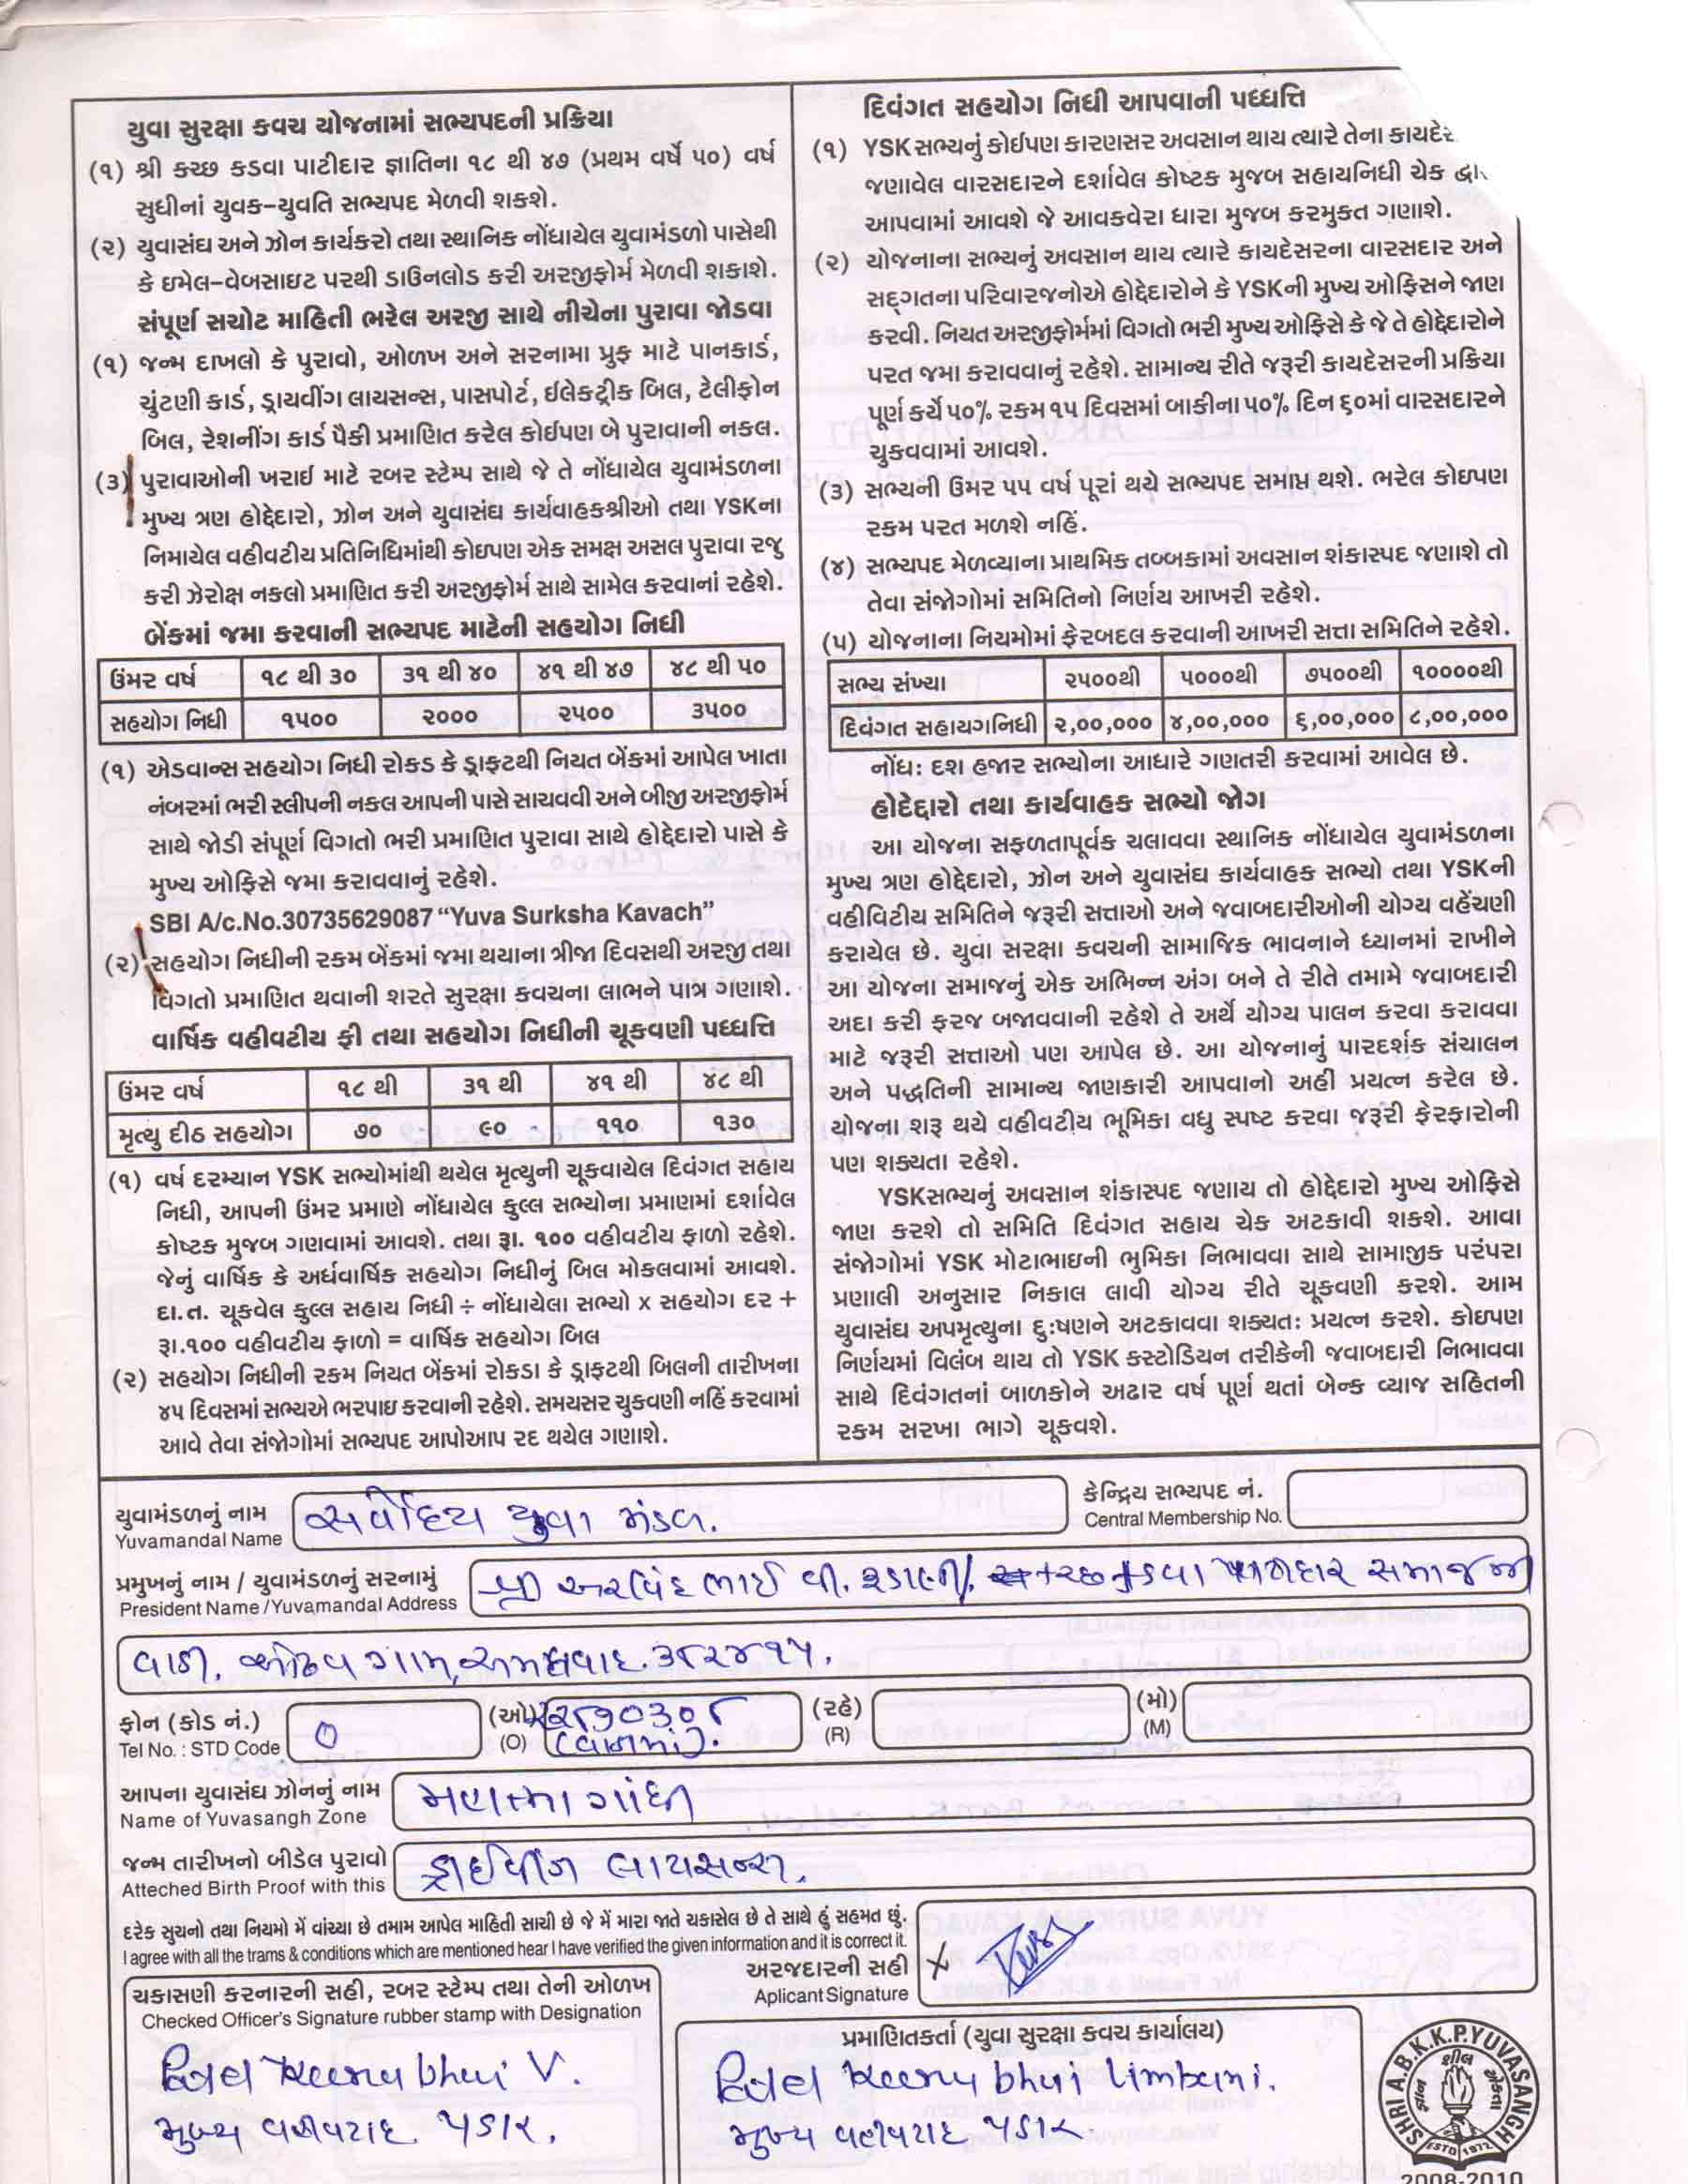 યુવા સુરક્ષા કવચ યોજનામાં સભ્યપદની પ્રક્રિયા
(૧) શ્રી કચ્છ કડવા પાટીદાર જ્ઞાતિના ૧૮ થી ૪૭ (પ્રથમ વર્ષે ૫૦) વર્ષ
સુધીનાં યુવક-યુવતિ સભ્યપદ મેળવી શકશે.
(૨) યુવાસંઘ અને ઝોન કાર્યકરો તથા સ્થાનિક નોંધાયેલ યુવામંડળો પાસેથી
કે ઇમેલ-વેબસાઇટ પરથી ડાઉનલોડ કરી અરજીફોર્મ મેળવી શકાશે.
સંપૂર્ણ સચોટ માહિતી ભરેલ અરજી સાથે નીચેના પુરાવા જોડવા
(૧) જન્મ દાખલો કે પુરાવો, ઓળખ અને સરનામા પ્રુફ માટે પાનકાર્ડ,
ચુંટણી કાર્ડ, ડ્રાયવીંગ લાયસન્સ, પાસપોર્ટ, ઈલેકટ્રીક બિલ, ટેલીફોન
બિલ, રેશનીંગ કાર્ડ પૈકી પ્રમાણિત કરેલ કોઈપણ બે પુરાવાની નકલ.
(૩) પુરાવાઓની ખરાઈ માટે રબર સ્ટેમ્પ સાથે જે તે નોંધાયેલ યુવામંડળના
મુખ્ય ત્રણ હોદ્દેદારો, ઝોન અને યુવાસંઘ કાર્યવાહકશ્રીઓ તથા YSKના
નિમાયેલ વહીવટીય પ્રતિનિધિમાંથી કોઇપણ એક સમક્ષ અસલ પુરાવા રજુ
કરી ઝેરોક્ષ નકલો પ્રમાણિત કરી અરજીફોર્મ સાથે સામેલ કરવાનાં રહેશે.
બેંકમાં જમા કરવાની સભ્યપદ માટેની સહયોગ નિધી
ઉંમર વર્ષ ૧૮ થી ૩૦ ૩૧ થી ૪૦ ૪૧ થી ૪૭ ૪૮ થી ૫૦
સહયોગ નિધી ૧૫૦૦ ૨૦૦૦ ૨૫૦૦ ૩૫૦૦
(૧) એડવાન્સ સહયોગ નિધી રોકડ કે ડ્રાફટથી નિયત બેંકમાં આપેલ ખાતા
નંબરમાં ભરી સ્લીપની નકલ આપની પાસે સાચવવી અને બીજી અરજીફોર્મ
સાથે જોડી સંપૂર્ણ વિગતો ભરી પ્રમાણિત પુરાવા સાથે હોદ્દેદારો પાસે કે
મુખ્ય ઓફિસે જમા કરાવવાનું રહેશે.
SBI A/c.No.30735629087 “Yuva Surksha Kavach”
(૨) સહયોગ નિધીની રકમ બેંકમાં જમા થયાના ત્રીજા દિવસથી અરજી તથા
વિગતો પ્રમાણિત થવાની શરતે સુરક્ષા કવચના લાભને પાત્ર ગણાશે.
વાર્ષિક વહીવટીય ફી તથા સહયોગ નિધીની ચૂકવણી પધ્ધત્તિ
ઉંમર વર્ષ ૧૮ થી ૩૧ થી ૪૧ થી ૪૮ થી
મૃત્યુ દીઠ સહયોગ ૭૦ ૯૦ ૧૧૦ ૧૩૦
(૧) વર્ષ દરમ્યાન YSK સભ્યોમાંથી થયેલ મૃત્યુની ચૂકવાયેલ દિવંગત સહાય
નિધી, આપની ઉંમર પ્રમાણે નોંધાયેલ કુલ્લ સભ્યોના પ્રમાણમાં દર્શાવેલ
કોષ્ટક મુજબ ગણવામાં આવશે. તથા રૂા. ૧૦૦ વહીવટીય ફાળો રહેશે.
જેનું વાર્ષિક કે અર્ધવાર્ષિક સહયોગ નિધીનું બિલ મોકલવામાં આવશે.
દા.ત. ચૂકવેલ કુલ્લ સહાય નિધી ÷ નોંધાયેલા સભ્યો x સહયોગ દર +
રૂા.૧૦૦ વહીવટીય ફાળો = વાર્ષિક સહયોગ બિલ
(૨) સહયોગ નિધીની રકમ નિયત બેંકમાં રોકડા કે ડ્રાફટથી બિલની તારીખના
૪૫ દિવસમાં સભ્યએ ભરપાઇ કરવાની રહેશે. સમયસર ચુકવણી નહિં કરવામાં
આવે તેવા સંજોગોમાં સભ્યપદ આપોઆપ રદ થયેલ ગણાશે.
દિવંગત સહયોગ નિધી આપવાની પધ્ધત્તિ
(૧) YSK સભ્યનું કોઈપણ કારણસર અવસાન થાય ત્યારે તેના
જણાવેલ વારસદારને દર્શાવેલ કોષ્ટક મુજબ સહાયનિધી ચેક
આપવામાં આવશે જે આવકવેરા ધારા મુજબ કરમુકત ગણાશે.
(૨) યોજનાના સભ્યનું અવસાન થાય ત્યારે કાયદેસરના વારસદાર અને
સદ્દગતના પરિવારજનોએ હોદ્દેદારોને કે YSKની મુખ્ય ઓફિસને જાણ
કરવી. નિયત અરજીફોર્મમાં વિગતો ભરી મુખ્ય ઓફિસે કે જે તે હોદ્દેદારોને
પરત જમા કરાવવાનું રહેશે. સામાન્ય રીતે જરૂરી કાયદેસરની પ્રક્રિયા
પૂર્ણ કર્યે ૫૦% રકમ ૧૫ દિવસમાં બાકીના ૫૦% દિન ૬૦માં વારસદારને
ચુકવવામાં આવશે.
(૩) સભ્યની ઉંમર ૫૫ વર્ષ પૂરાં થયે સભ્યપદ સમાપ્ત થશે. ભરેલ કોઇપણ
રકમ પરત મળશે નહિં.
(૪) સભ્યપદ મેળવ્યાના પ્રાથમિક તબ્બકામાં અવસાન શંકાસ્પદ જણાશે તો
તેવા સંજોગોમાં સમિતિનો નિર્ણય આખરી રહેશે.
(૫) યોજનાના નિયમોમાં ફેરબદલ કરવાની આખરી સત્તા સમિતિને રહેશે.
સભ્ય સંખ્યા ૨૫૦૦થી ૫૦૦૦થી ૭૫૦૦થી ૧૦૦૦૦થી
દિવંગત સહાયગનિધી ૨,૦૦,૦૦૦ ૪,૦૦,૦૦૦ ૬,૦૦,૦૦૦ ૮,૦૦,૦૦૦
નોંધઃ દશ હજાર સભ્યોના આધારે ગણતરી કરવામાં આવેલ છે.
હોદેદ્દારો તથા કાર્યવાહક સભ્યો જોગ
આ યોજના સફળતાપૂર્વક ચલાવવા સ્થાનિક નોંધાયેલ યુવામંડળના
મુખ્ય ત્રણ હોદ્દેદારો, ઝોન અને યુવાસંઘ કાર્યવાહક સભ્યો તથા YSKની
વહીવિટીય સમિતિને જરૂરી સત્તાઓ અને જવાબદારીઓની યોગ્ય વહેંચણી
કરાયેલ છે. યુવા સરક્ષા કવચની સામાજિક ભાવનાને ધ્યાનમાં રાખીને
આ યોજના સમાજનું એક અભિન્ન અંગ બને તે રીતે તમામે જવાબદારી
અદા કરી ફરજ બજાવવાની રહેશે તે અર્થે યોગ્ય પાલન કરવા કરાવવા
માટે જરૂરી સત્તાઓ પણ આપેલ છે. આ યોજનાનું પારદર્શક સંચાલન
અને પદ્ધતિની સામાન્ય જાણકારી આપવાનો અહીં પ્રયત્ન કરેલ છે.
યોજના શરૂ થયે વહીવટીય ભૂમિકા વધુ સ્પષ્ટ કરવા જરૂરી ફેરફારોની
પણ શક્યતા રહેશે.
YSKસભ્યનું અવસાન શંકાસ્પદ જણાય તો હોદ્દેદારો મુખ્ય ઓફિસે
જાણ કરશે તો સમિતિ દિવંગત સહાય ચેક અટકાવી શકશે. આવા
સંજોગોમાં YSK મોટાભાઇની ભુમિકા નિભાવવા સાથે સામાજીક પરંપરા
પ્રણાલી અનુસાર નિકાલ લાવી યોગ્ય રીતે ચૂકવણી કરશે. આમ
યુવાસંઘ અપમૃત્યુના દુઃષણને અટકાવવા શક્યતઃ પ્રયત્ન કરશે. કોઇપણ
નિર્ણયમાં વિલંબ થાય તો YSK કસ્ટોડિયન તરીકેની જવાબદારી નિભાવવા
સાથે દિવંગતનાં બાળકોને અઢાર વર્ષ પૂર્ણ થતાં બેન્ક વ્યાજ સહિતની
રકમ સરખા ભાગે ચૂકવશે.
યુવામંડળનું નામ સર્વોદય યુવા મંડળ. કેન્દ્રિય સભ્યપદ નં.
Yuvamandal Name Central Membership No.
પ્રમુખનું નામ / યુવામંડળનું સરનામું શ્રી અરવિંદભાઈ વી. રૂડાણી, કચ્છ કડવા પાટીદાર સમાજની
President Name/Yuvamandal Address
વાડી, ઓઢવ ગામ, અમદાવાદ. ૩૮૨૪૧૫.
ફોન (કોડ નં.) 0 (ઓ) (રહે) (મો)
Tel No. : STD Code (O) (વાડીનાં). (R) (M)
આપના યુવાસંઘ ઝોનનું નામ મહાત્મા ગાંધી
Name of Yuvasangh Zone
જન્મ તારીખનો બીડેલ પુરાવો ડ્રાઈવીંગ લાયસન્સ.
Atteched Birth Proof with this
દરેક સુચનો તથા નિયમો મેં વાંચ્યા છે તમામ આપેલ માહિતી સાચી છે જે મેં મારા જાતે ચકાસેલ છે તે સાથે હું સહમત છું.
I agree with all the trams & conditions which are mentioned hear I have verified the given information and it is correct it.
અરજદારની સહી X
Aplicant Signature
ચકાસણી કરનારની સહી, રબર સ્ટેમ્પ તથા તેની ઓળખ
Checked Officer's Signature rubber stamp with Designation
V.
મુખ્ય વહીવટદાર
પ્રમાણિતકર્તા (યુવા સુરક્ષા કવચ કાર્યાલય)
Limbani.
મુખ્ય વહીવટદાર
SHRI A.B.K.K.P. YUVASANGH
શીલ
ESTD 1972
2008-2010